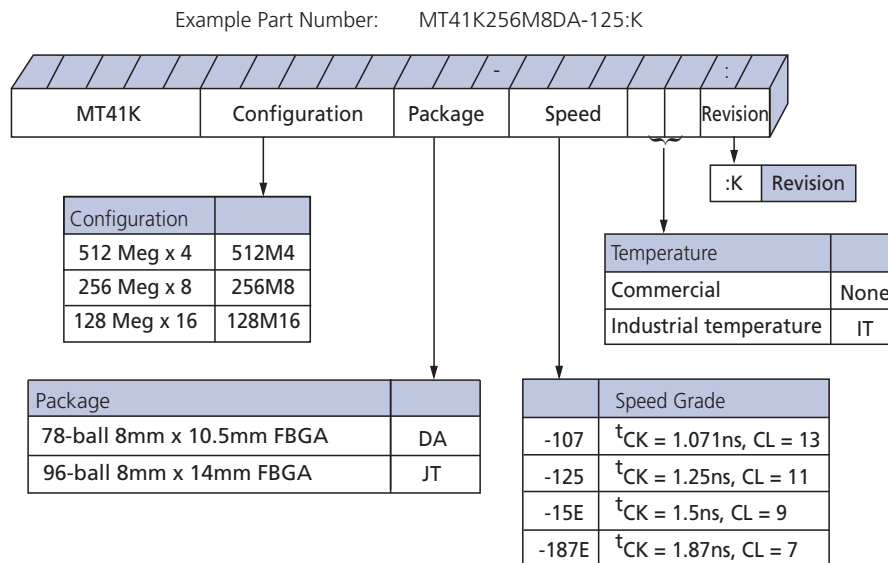 Example Part Number: MT41K256M8DA-125:K
- :
MT41K Configuration Package Speed Revision
:K Revision
Configuration
512 Meg x 4 512M4
256 Meg x 8 256M8
128 Meg x 16 128M16
Temperature
Commercial None
Industrial temperature IT
Package
78-ball 8mm x 10.5mm FBGA DA
96-ball 8mm x 14mm FBGA JT
Speed Grade
-107 tCK = 1.071ns, CL = 13
-125 tCK = 1.25ns, CL = 11
-15E tCK = 1.5ns, CL = 9
-187E tCK = 1.87ns, CL = 7